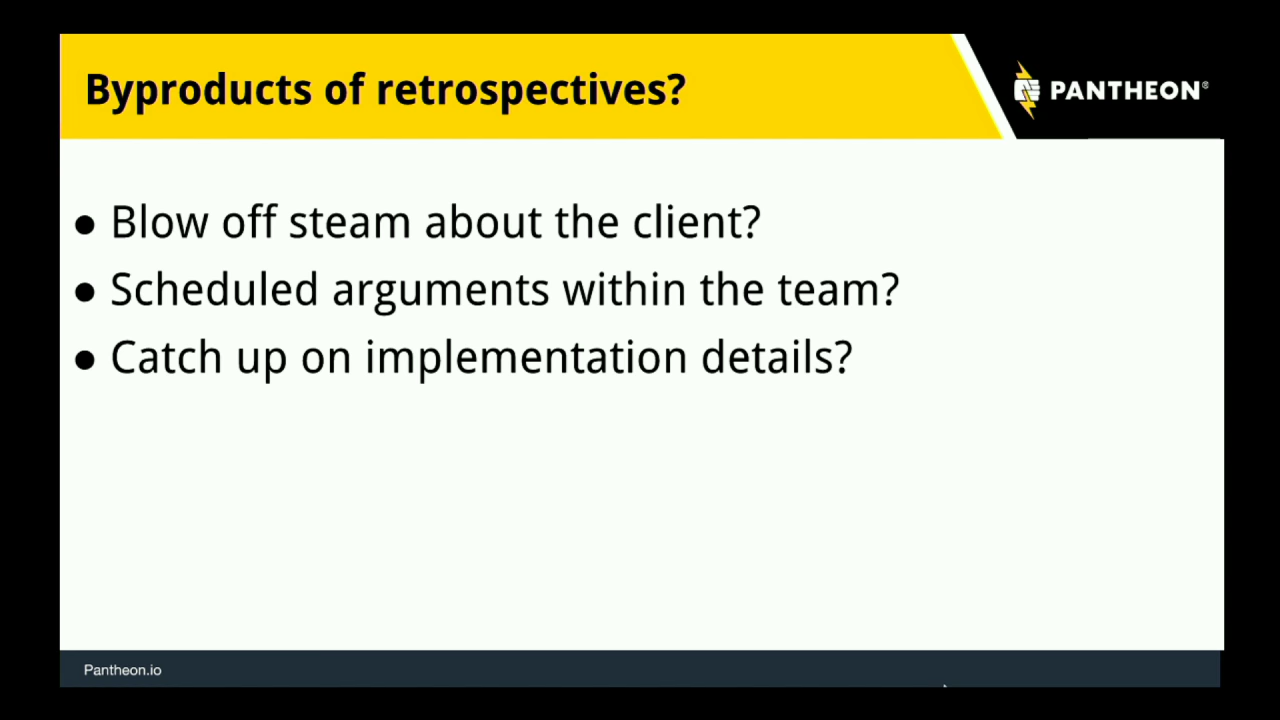 Byproducts of retrospectives?
PANTHEON®
● Blow off steam about the client?
● Scheduled arguments within the team?
● Catch up on implementation details?
Pantheon.io